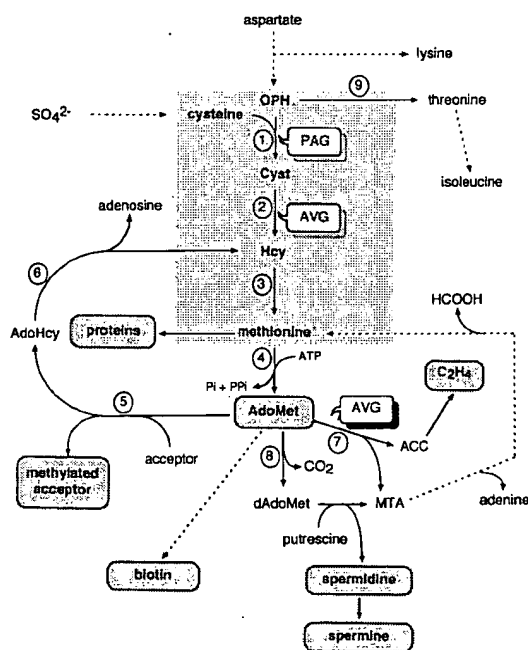 aspartate
lysine
OPH
9
threonine
SO₄²⁻
cysteine
1
PAG
Cyst
isoleucine
adenosine
2
AVG
6
Hcy
3
HCOOH
AdoHcy
proteins
methionine
4
ATP
C₂H₄
Pi + PPi
5
AdoMet
AVG
7
ACC
acceptor
8
CO₂
methylated
acceptor
dAdoMet
MTA
adenine
putrescine
biotin
spermidine
spermine